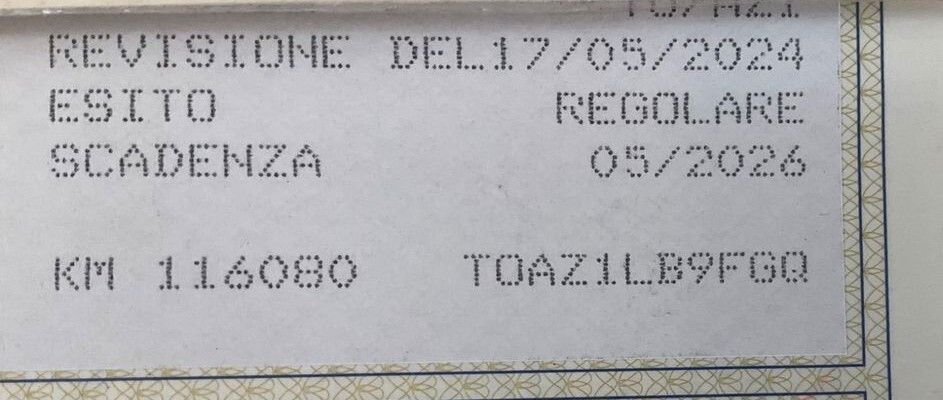 REVISIONE DEL17/05/2024
ESITO REGOLARE
SCADENZA 05/2026
KM 116080 TOAZ1LB9FGQ